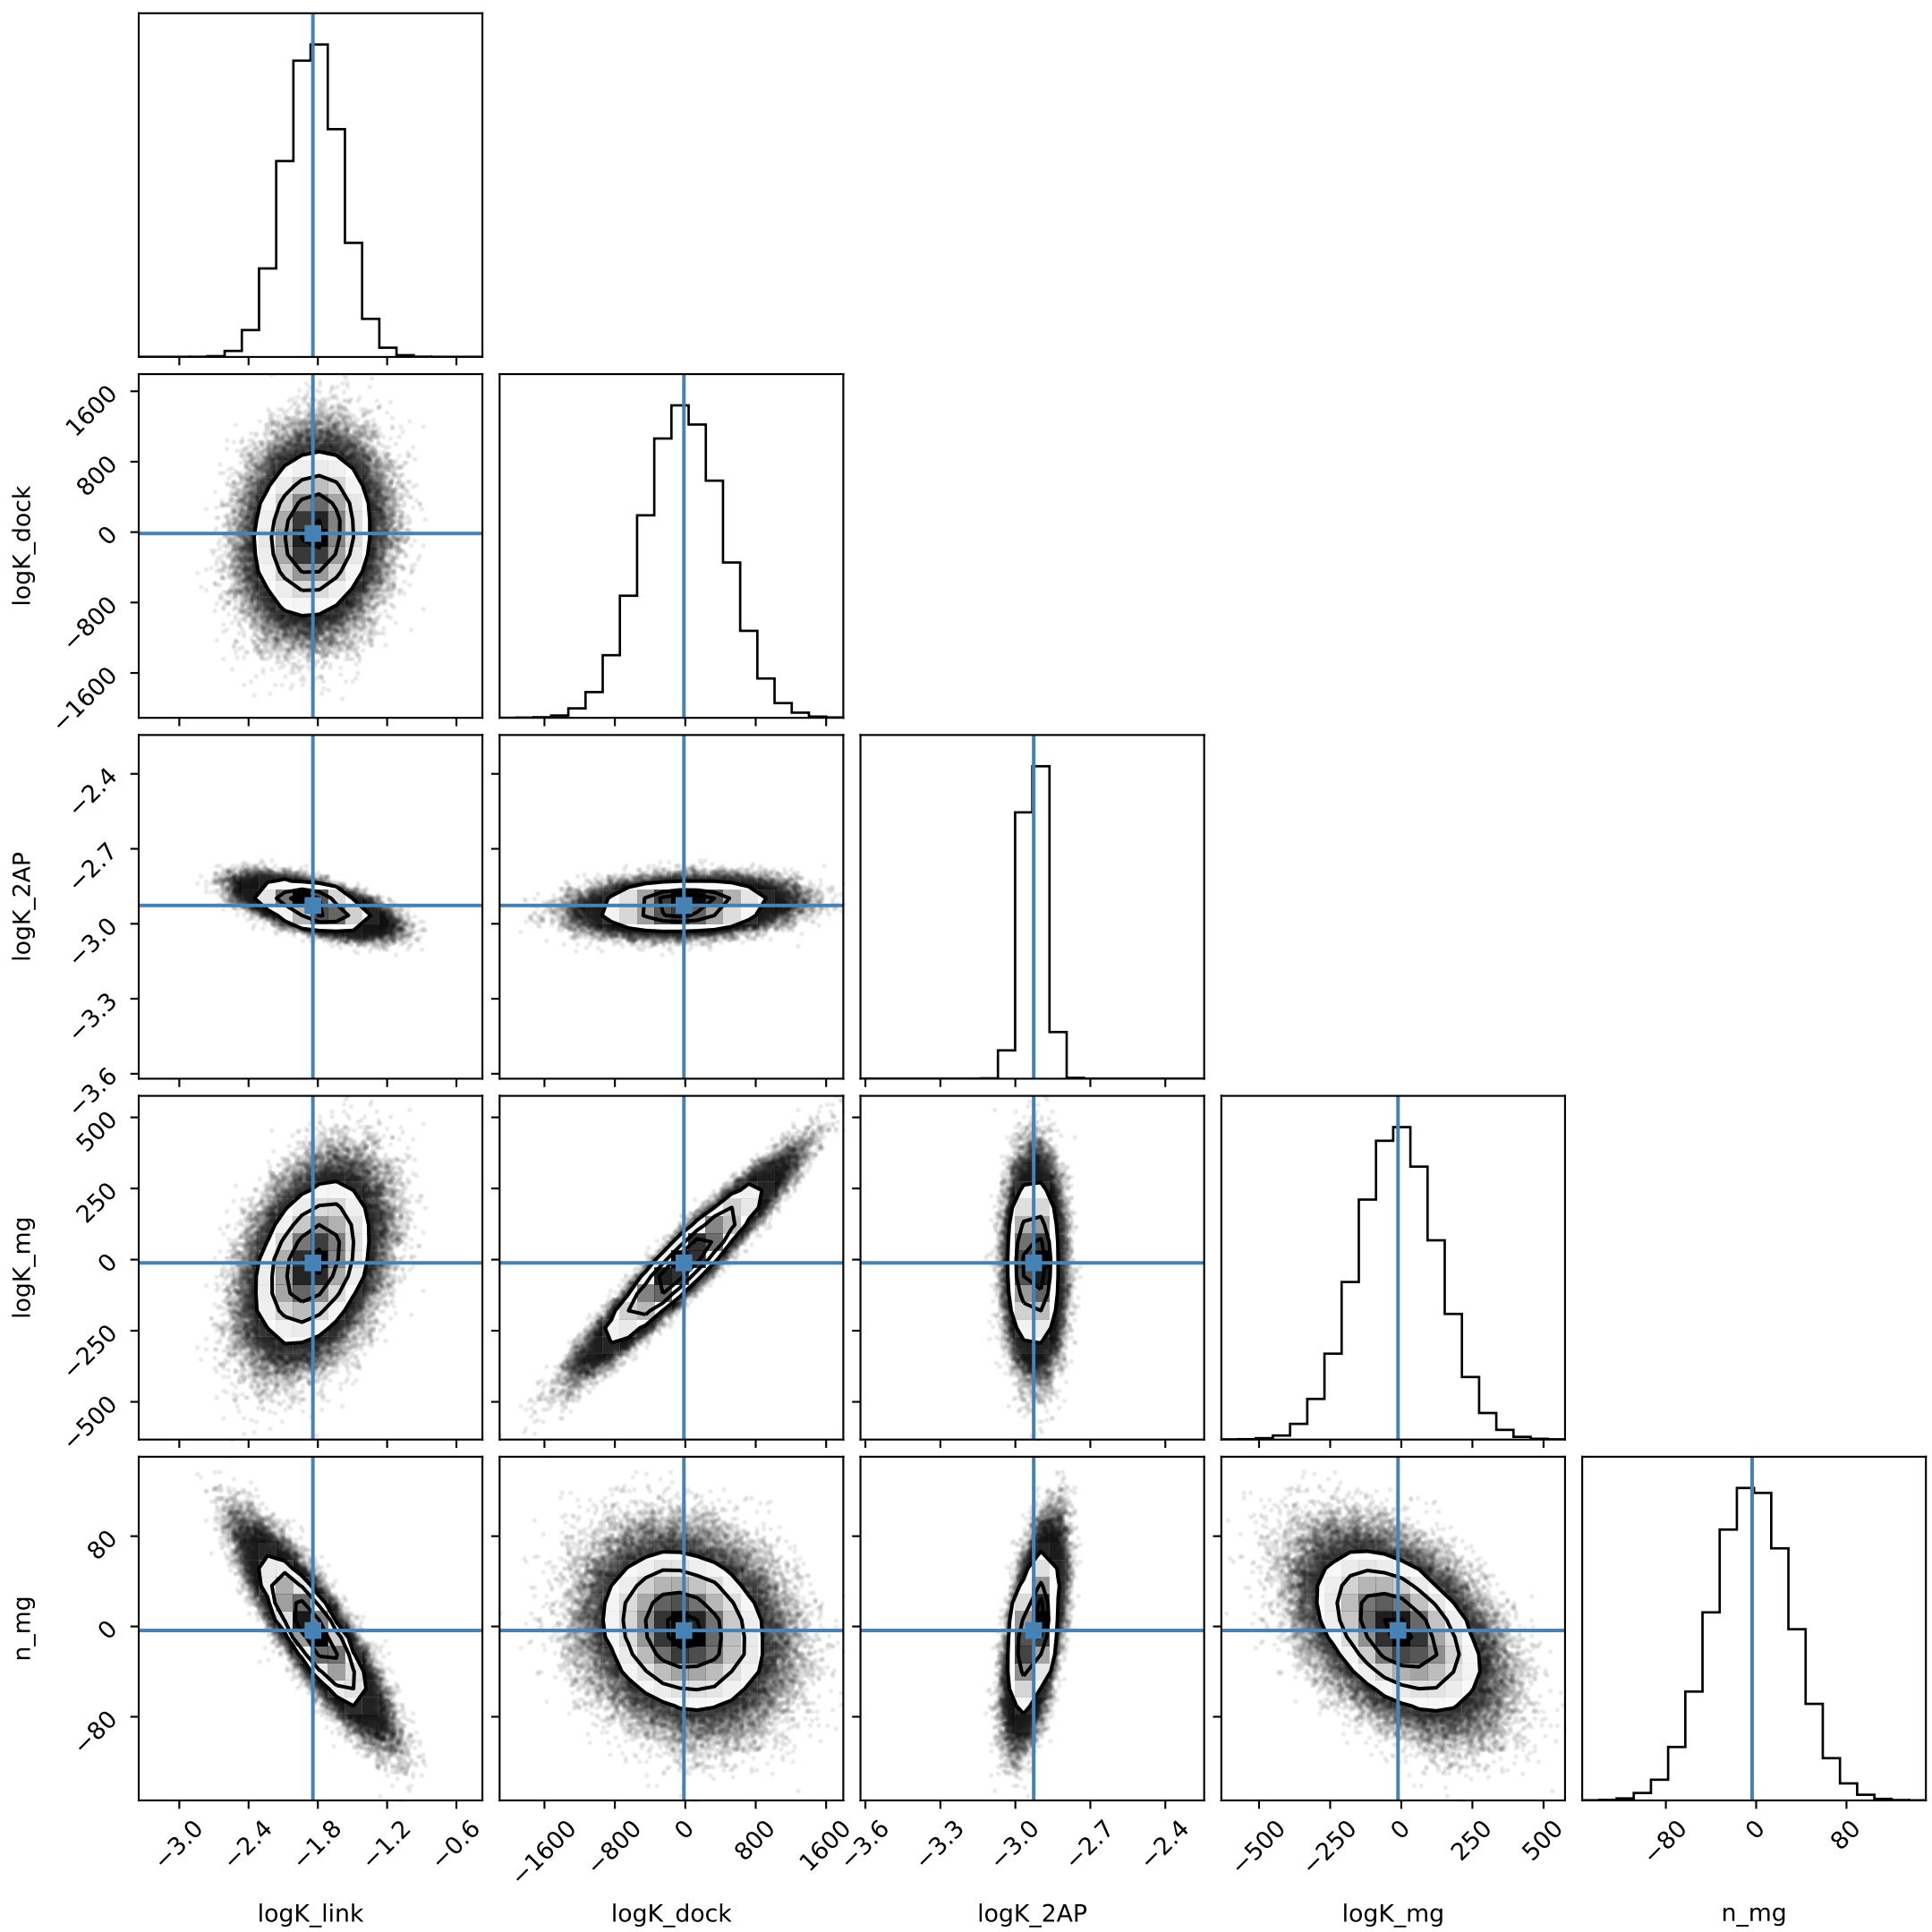 1600
800
0
−800
−1600
logK_dock
−2.4
−2.7
−3.0
−3.3
−3.6
logK_2AP
500
250
0
−250
−500
logK_mg
80
0
−80
n_mg
−3.0 −2.4 −1.8 −1.2 −0.6
−1600 −800 0 800 1600
−3.6 −3.3 −3.0 −2.7 −2.4
−500 −250 0 250 500
−80 0 80
logK_link logK_dock logK_2AP logK_mg n_mg